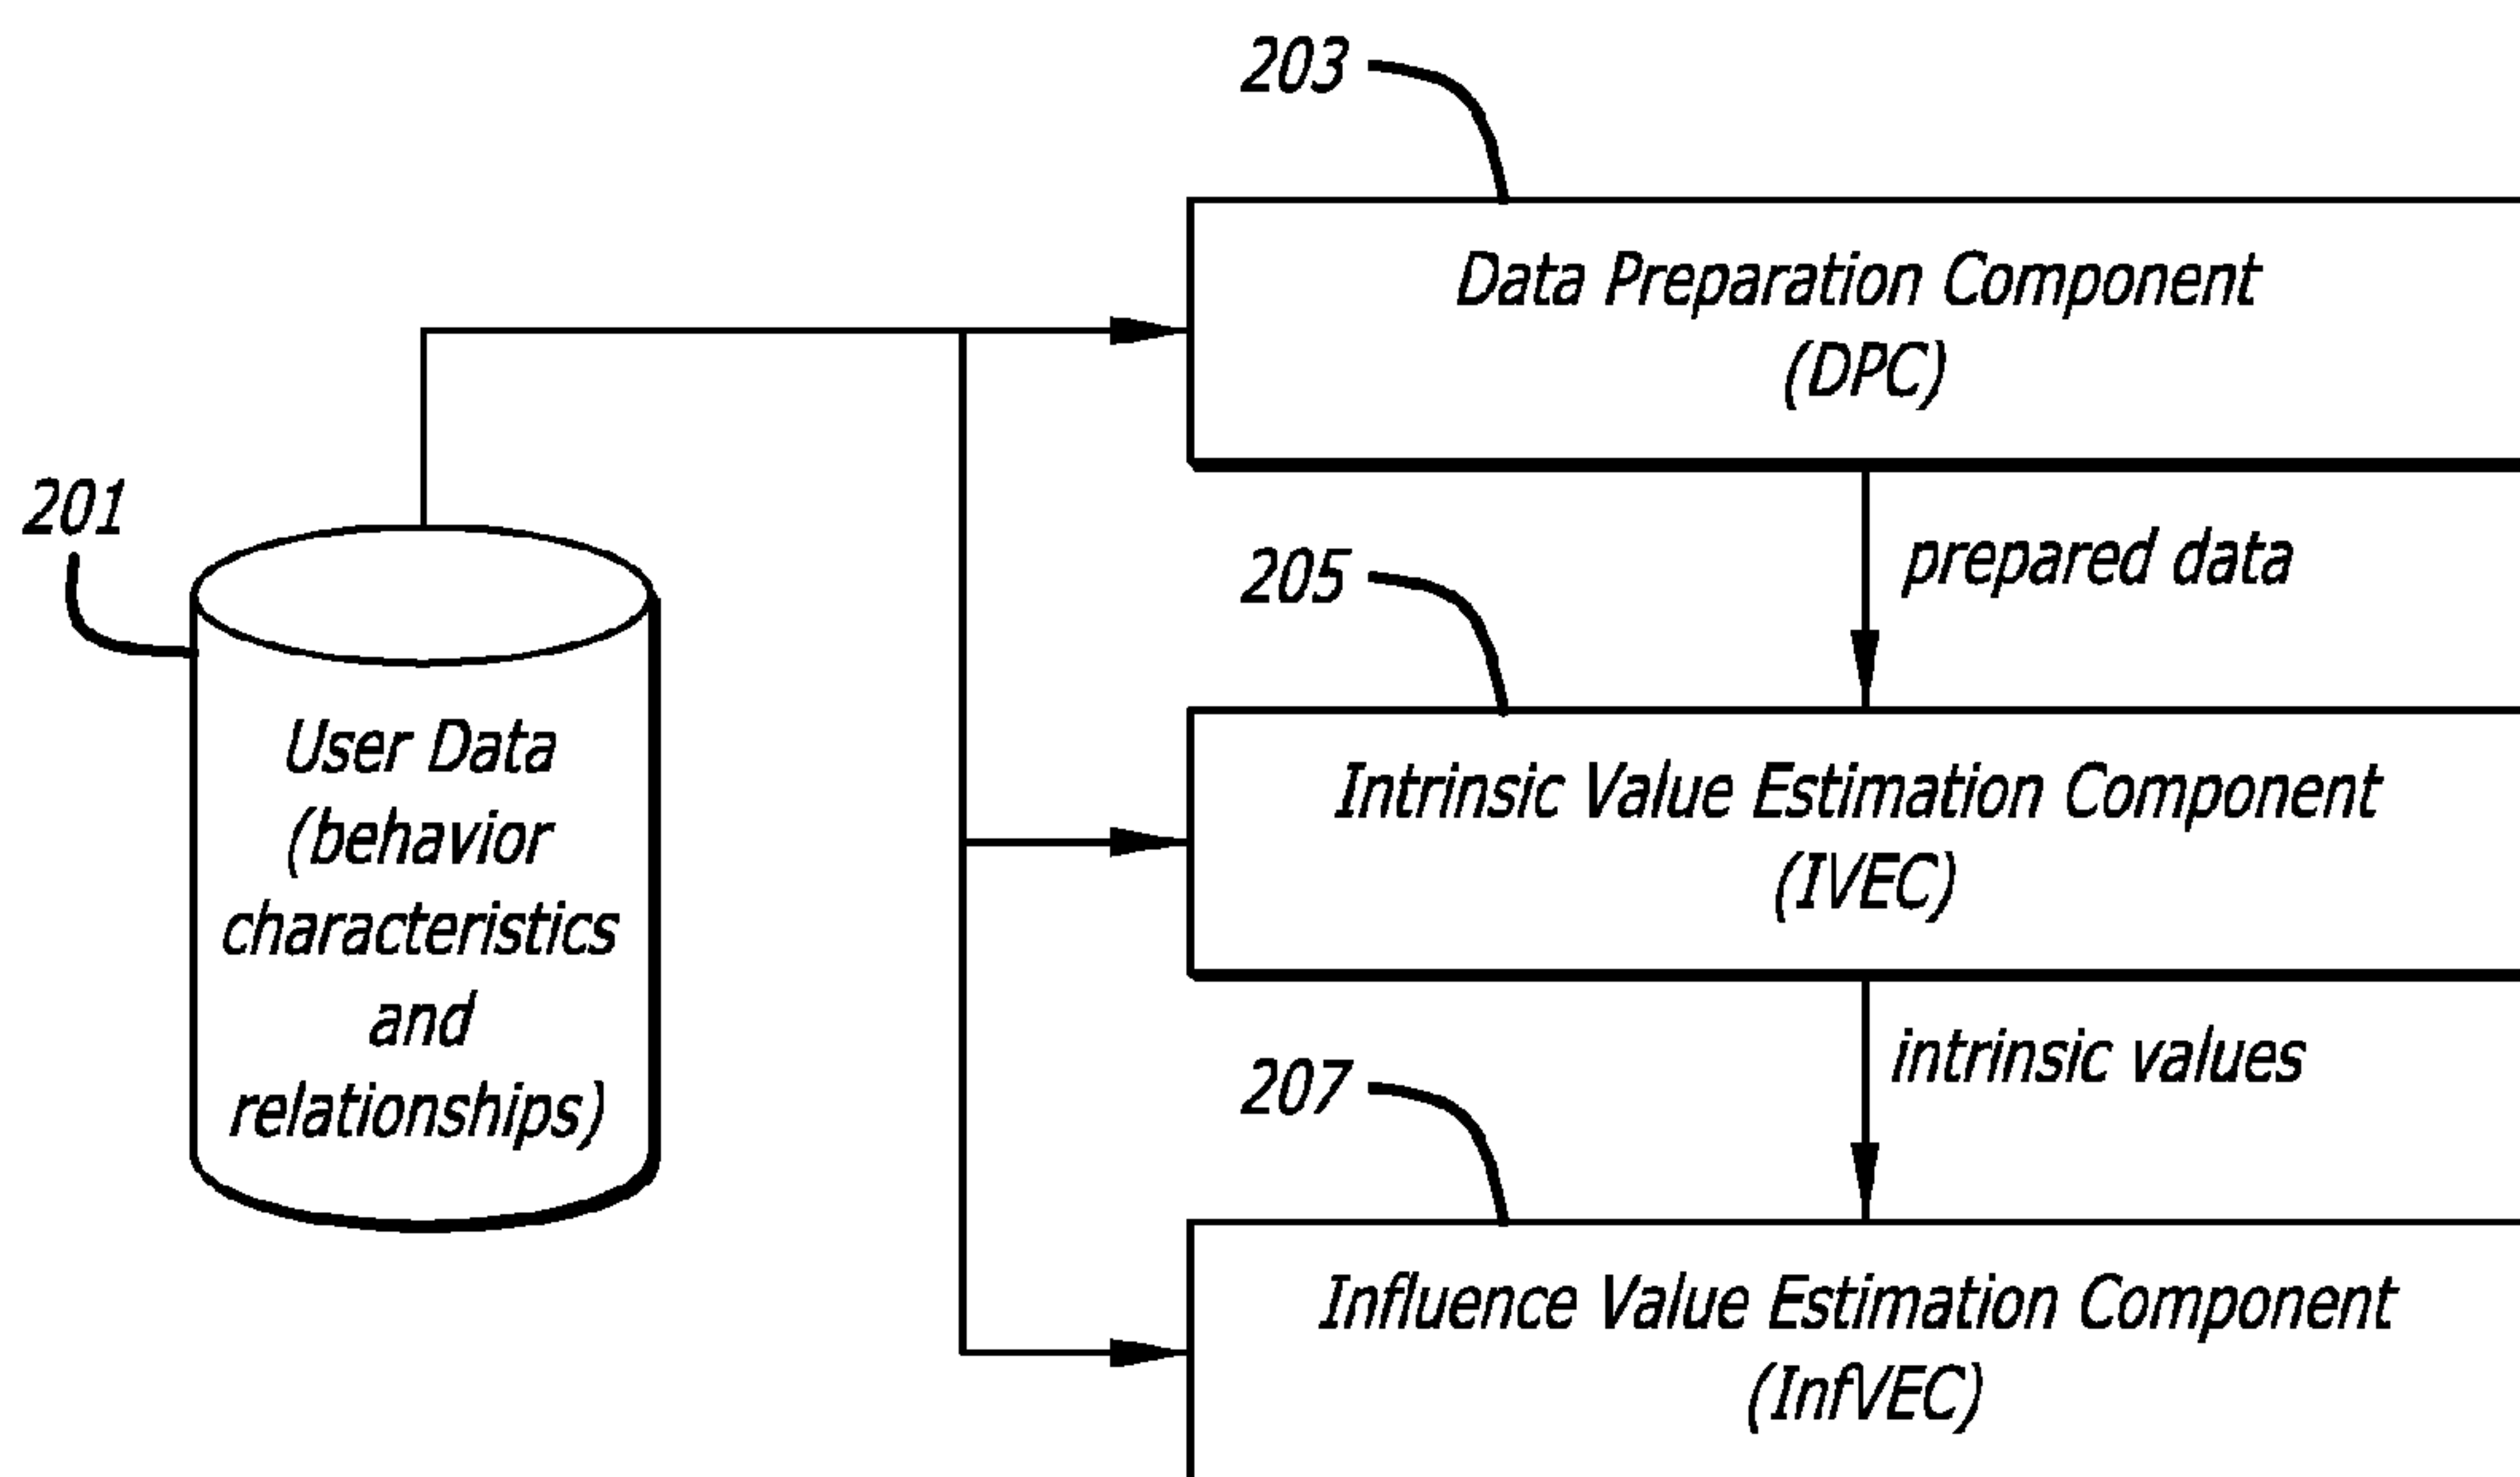 203
Data Preparation Component
(DPC)
201
205
prepared data
User Data
(behavior
characteristics
and
relationships)
Intrinsic Value Estimation Component
(IVEC)
207
intrinsic values
Influence Value Estimation Component
(InfVEC)